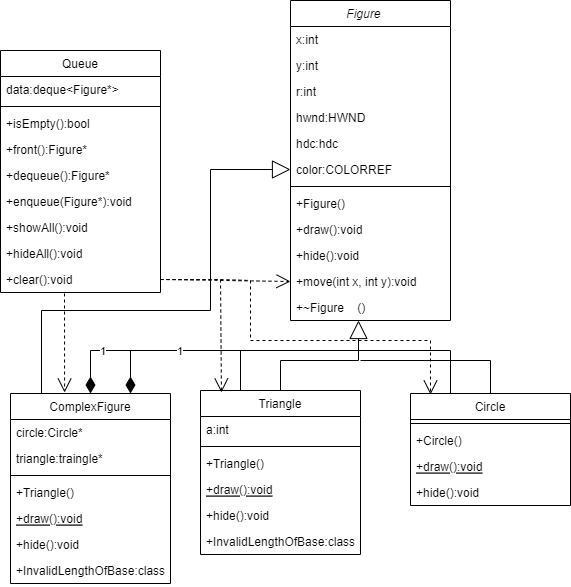 Figure
x:int
y:int
r:int
hwnd:HWND
hdc:hdc
color:COLORREF
+Figure()
+draw():void
+hide():void
+move(int x, int y):void
+~Figure ()
Queue
data:deque<Figure*>
+isEmpty():bool
+front():Figure*
+dequeue():Figure*
+enqueue(Figure*):void
+showAll():void
+hideAll():void
+clear():void
1
1
ComplexFigure
circle:Circle*
triangle:traingle*
+Triangle()
+draw():void
+hide():void
+InvalidLengthOfBase:class
Triangle
a:int
+Triangle()
+draw():void
+hide():void
+InvalidLengthOfBase:class
Circle
+Circle()
+draw():void
+hide():void